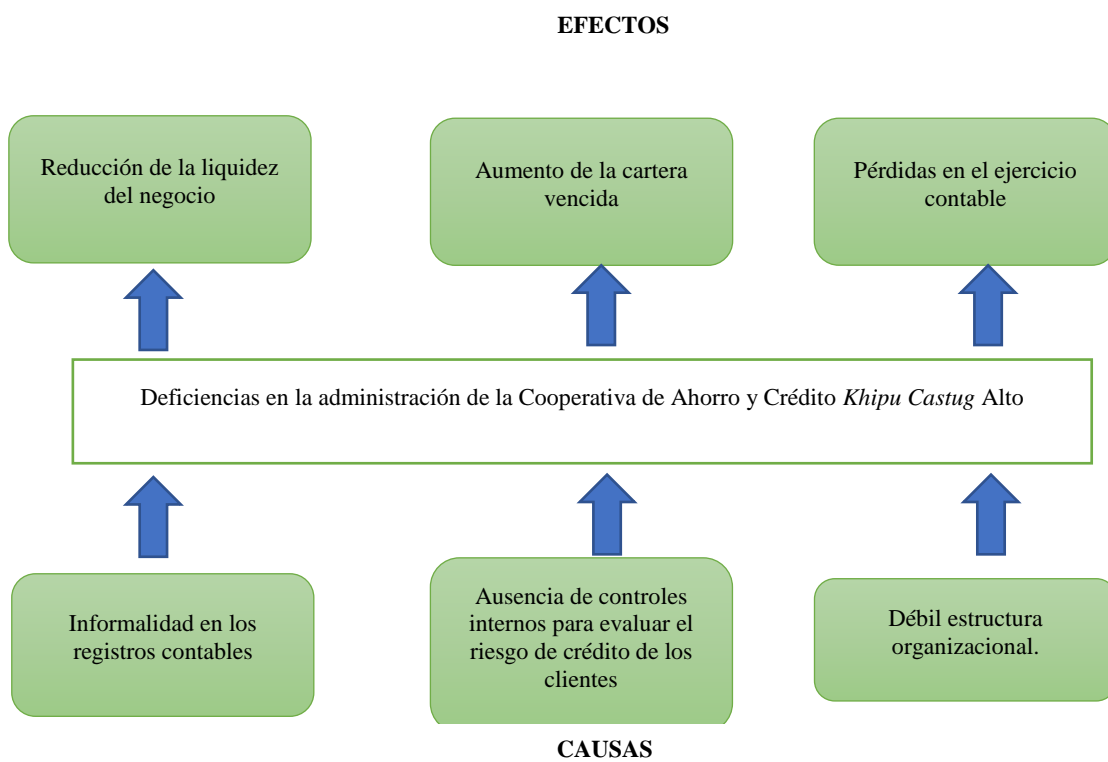 EFECTOS
Reducción de la liquidez
del negocio
Aumento de la cartera
vencida
Pérdidas en el ejercicio
contable
Deficiencias en la administración de la Cooperativa de Ahorro y Crédito Khipu Castug Alto
Informalidad en los
registros contables
Ausencia de controles
internos para evaluar el
riesgo de crédito de los
clientes
Débil estructura
organizacional.
CAUSAS